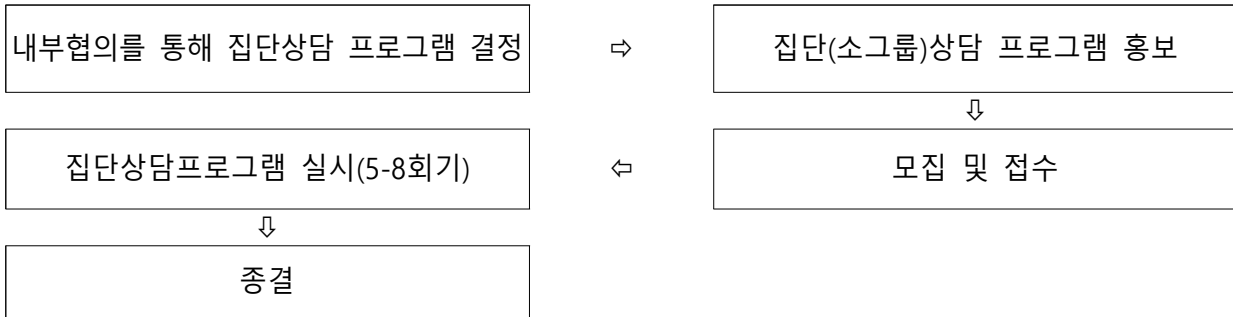 내부협의를 통해 집단상담 프로그램 결정 ⇨ 집단(소그룹)상담 프로그램 홍보
⇩
집단상담프로그램 실시(5-8회기) ⇦ 모집 및 접수
⇩
종결